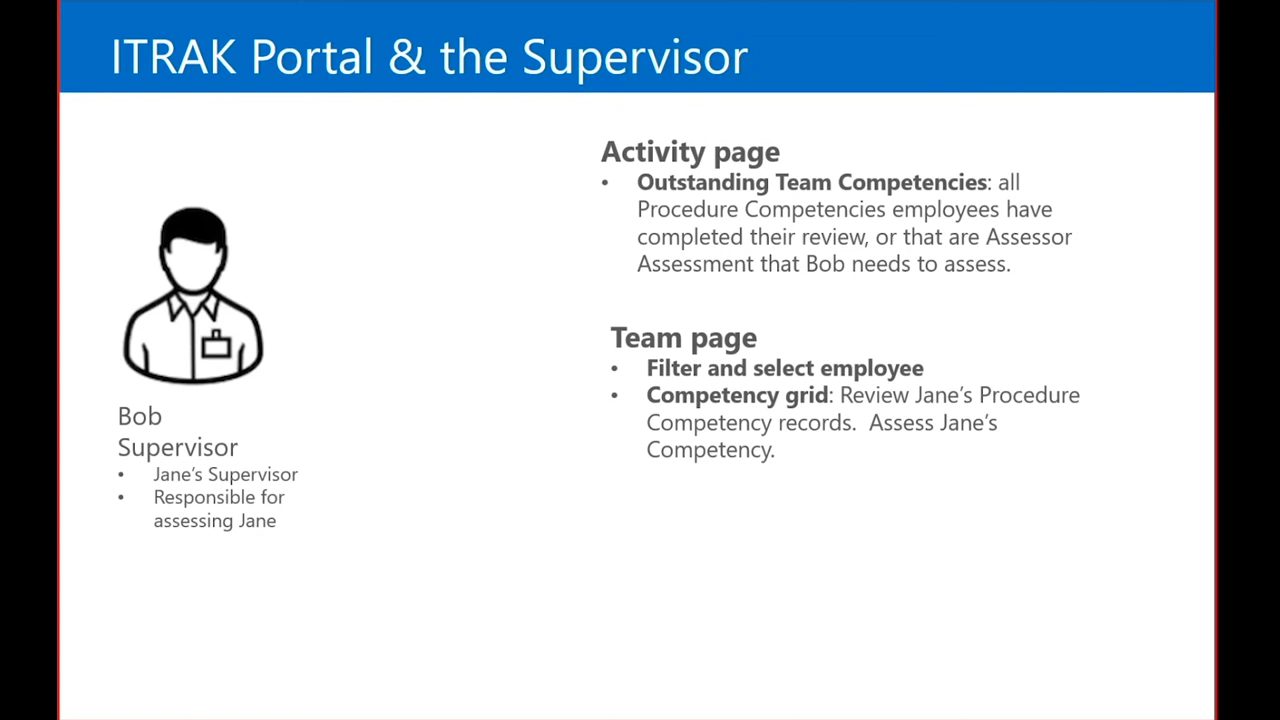 ITRAK Portal & the Supervisor
Bob
Supervisor
• Jane's Supervisor
• Responsible for
assessing Jane
Activity page
• Outstanding Team Competencies: all
Procedure Competencies employees have
completed their review, or that are Assessor
Assessment that Bob needs to assess.
Team page
• Filter and select employee
• Competency grid: Review Jane's Procedure
Competency records.  Assess Jane's
Competency.